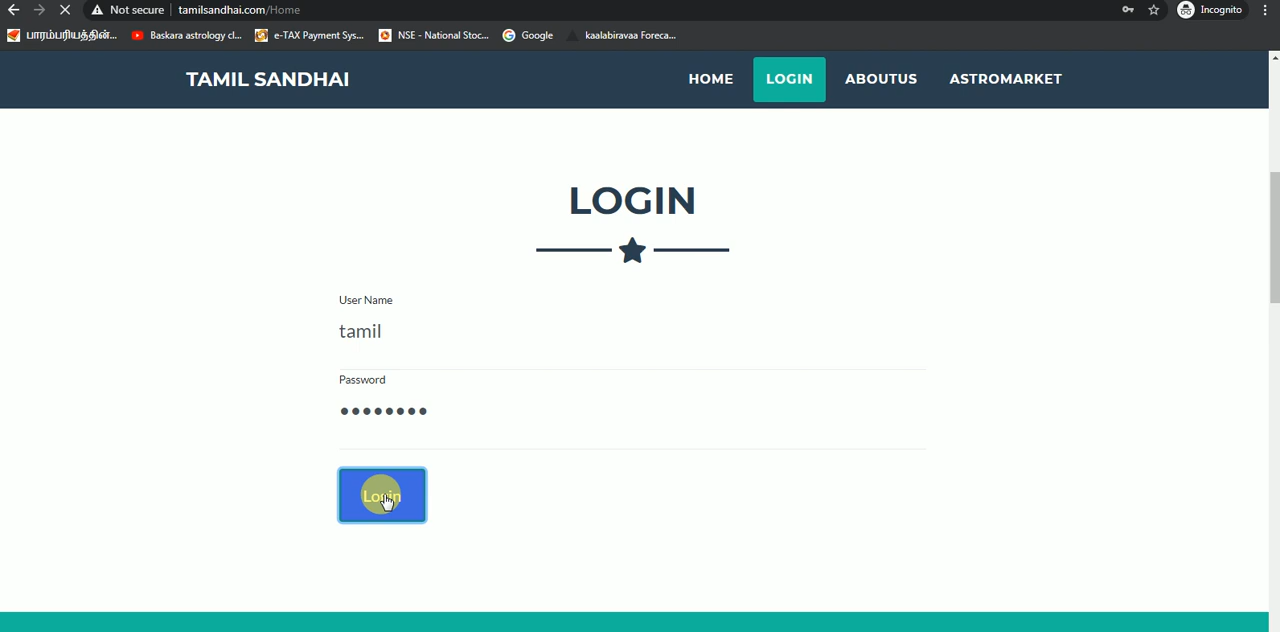 Not secure | tamilsandhai.com/Home Incognito
பாரம்பரியத்தின்... Baskara astrology cl... e-TAX Payment Sys... NSE - National Stoc... Google kaalabiravaa Foreca...
TAMIL SANDHAI HOME LOGIN ABOUTUS ASTROMARKET
LOGIN
User Name
tamil
Password
••••••••
Login